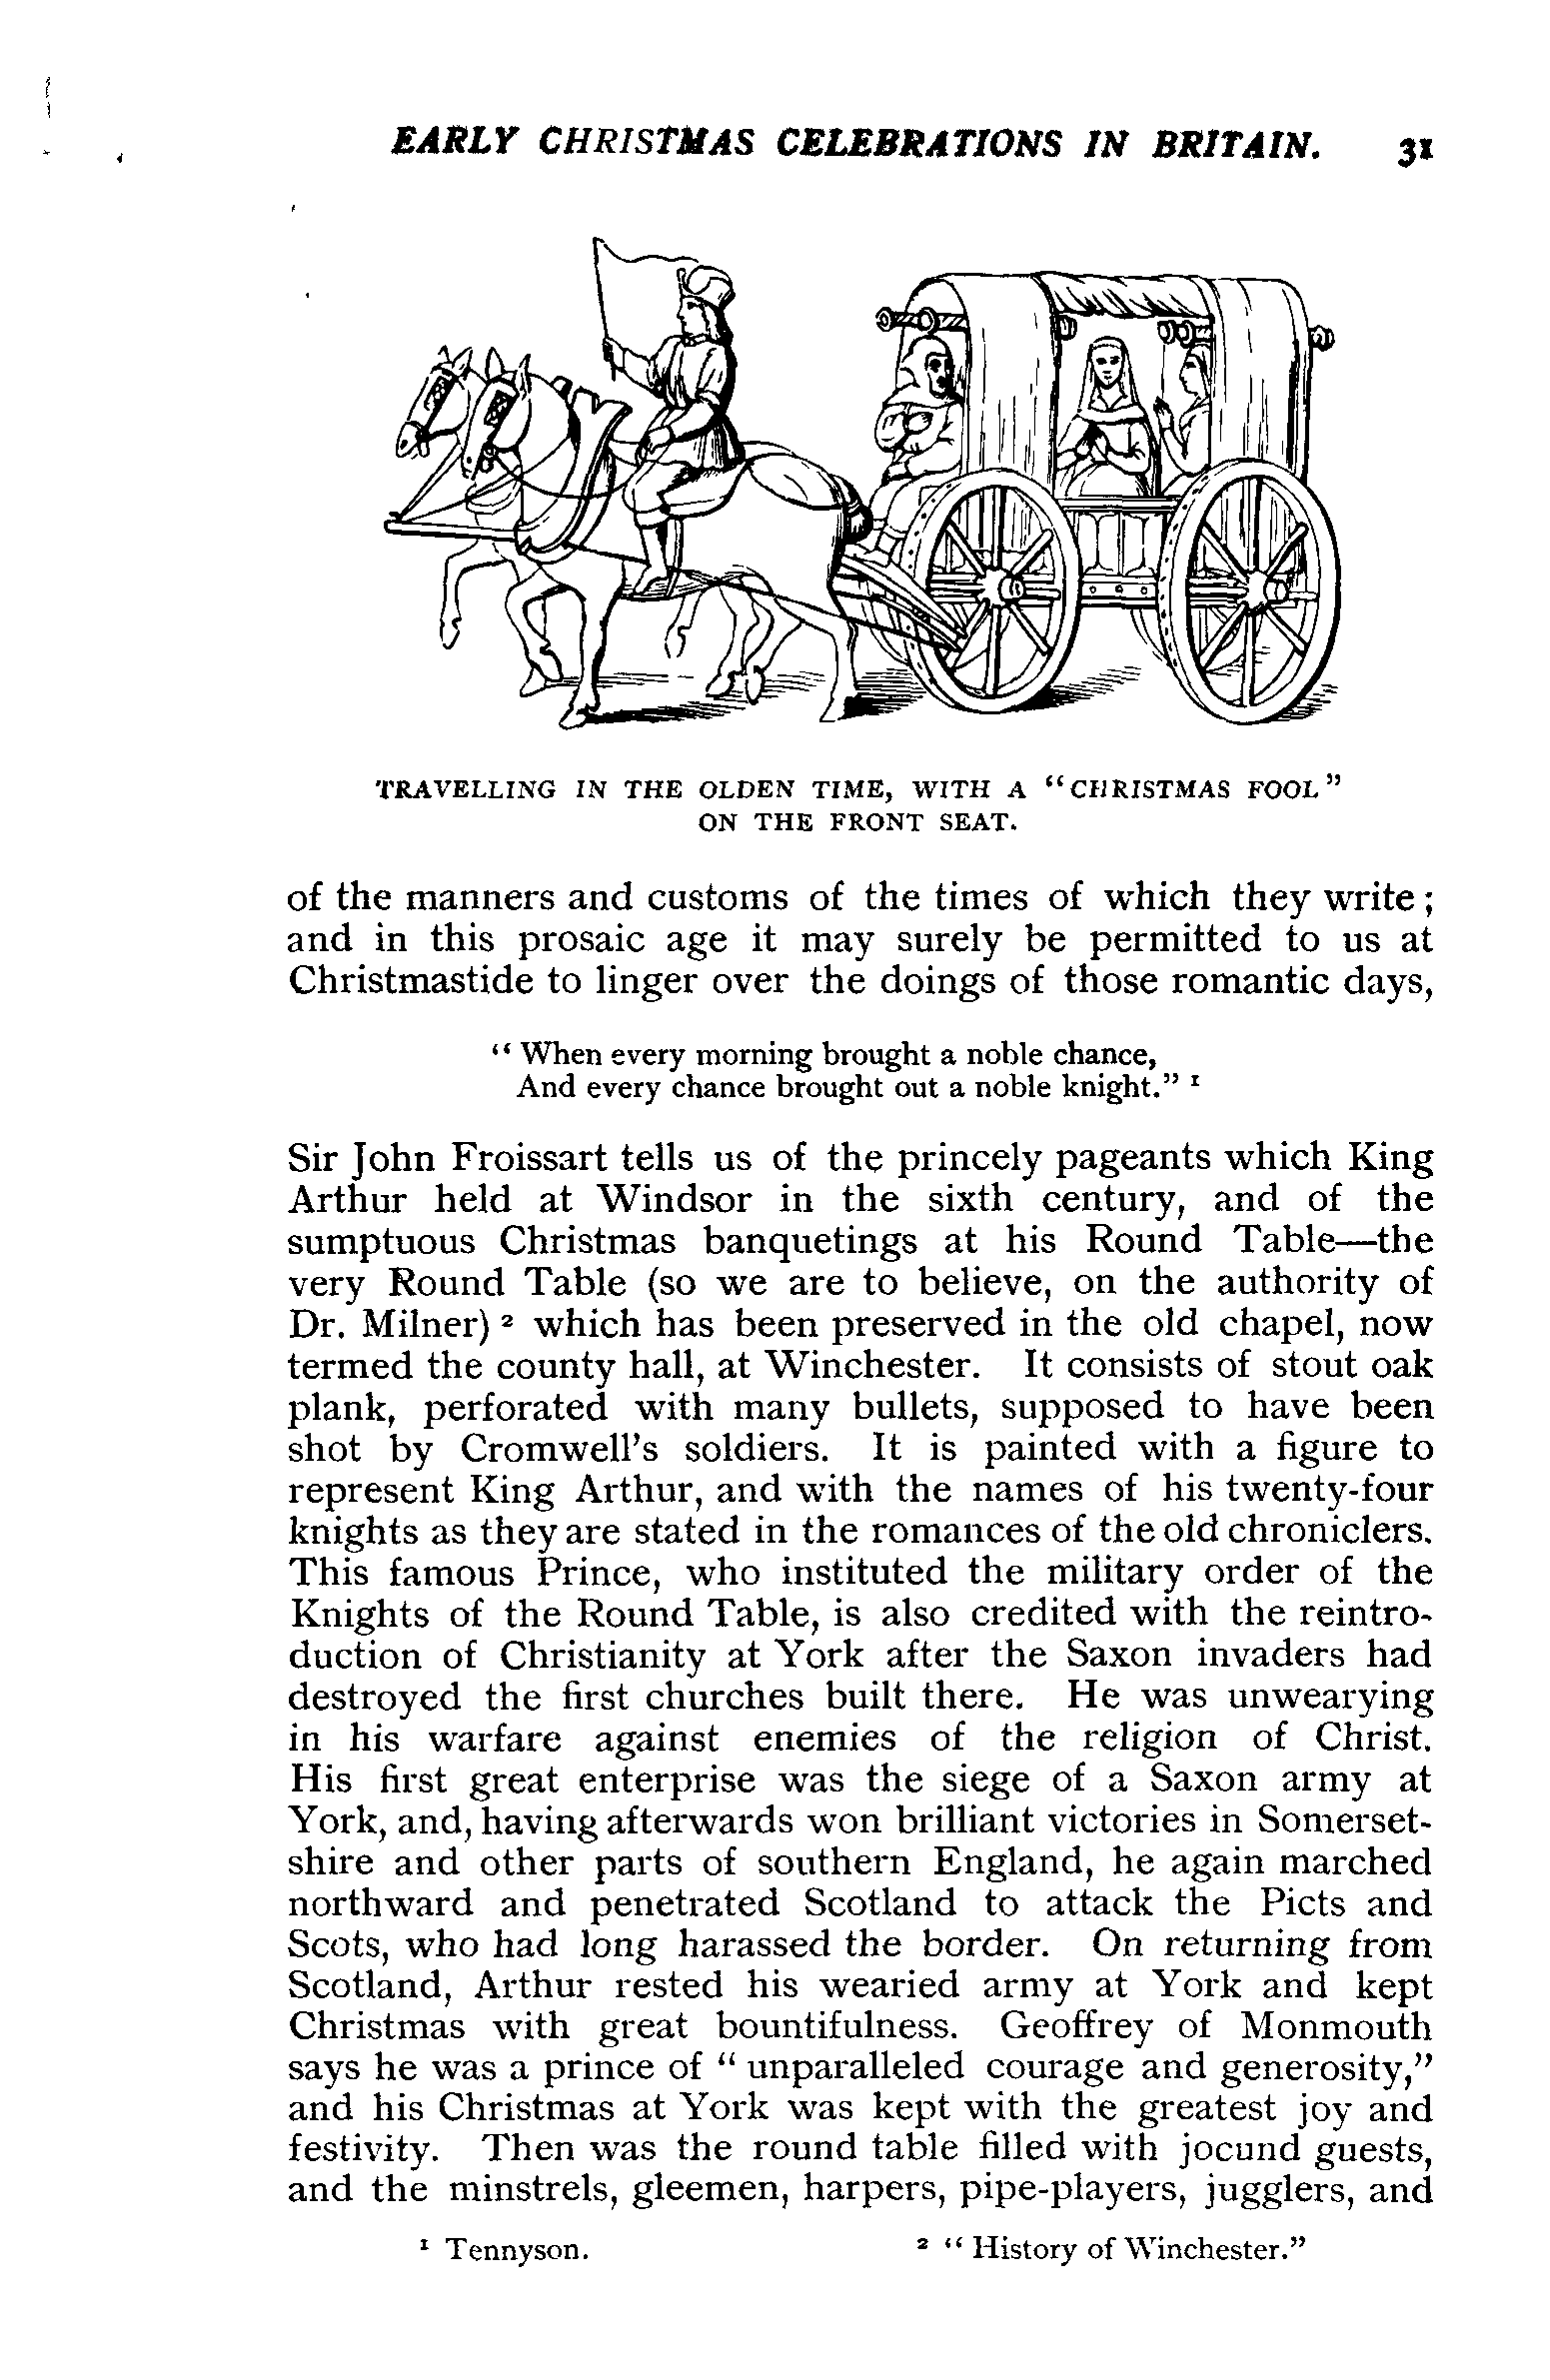 EARLY CHRISTMAS CELEBRATIONS IN BRITAIN. 31
TRAVELLING IN THE OLDEN TIME, WITH A “CHRISTMAS FOOL”
ON THE FRONT SEAT.
of the manners and customs of the times of which they write;
and in this prosaic age it may surely be permitted to us at
Christmastide to linger over the doings of those romantic days,
“When every morning brought a noble chance,
And every chance brought out a noble knight.” ¹
Sir John Froissart tells us of the princely pageants which King
Arthur held at Windsor in the sixth century, and of the
sumptuous Christmas banquetings at his Round Table—the
very Round Table (so we are to believe, on the authority of
Dr. Milner) ² which has been preserved in the old chapel, now
termed the county hall, at Winchester. It consists of stout oak
plank, perforated with many bullets, supposed to have been
shot by Cromwell’s soldiers. It is painted with a figure to
represent King Arthur, and with the names of his twenty-four
knights as they are stated in the romances of the old chroniclers.
This famous Prince, who instituted the military order of the
Knights of the Round Table, is also credited with the reintro-
duction of Christianity at York after the Saxon invaders had
destroyed the first churches built there. He was unwearying
in his warfare against enemies of the religion of Christ.
His first great enterprise was the siege of a Saxon army at
York, and, having afterwards won brilliant victories in Somerset-
shire and other parts of southern England, he again marched
northward and penetrated Scotland to attack the Picts and
Scots, who had long harassed the border. On returning from
Scotland, Arthur rested his wearied army at York and kept
Christmas with great bountifulness. Geoffrey of Monmouth
says he was a prince of “unparalleled courage and generosity,”
and his Christmas at York was kept with the greatest joy and
festivity. Then was the round table filled with jocund guests,
and the minstrels, gleemen, harpers, pipe-players, jugglers, and
¹ Tennyson. ² “History of Winchester.”